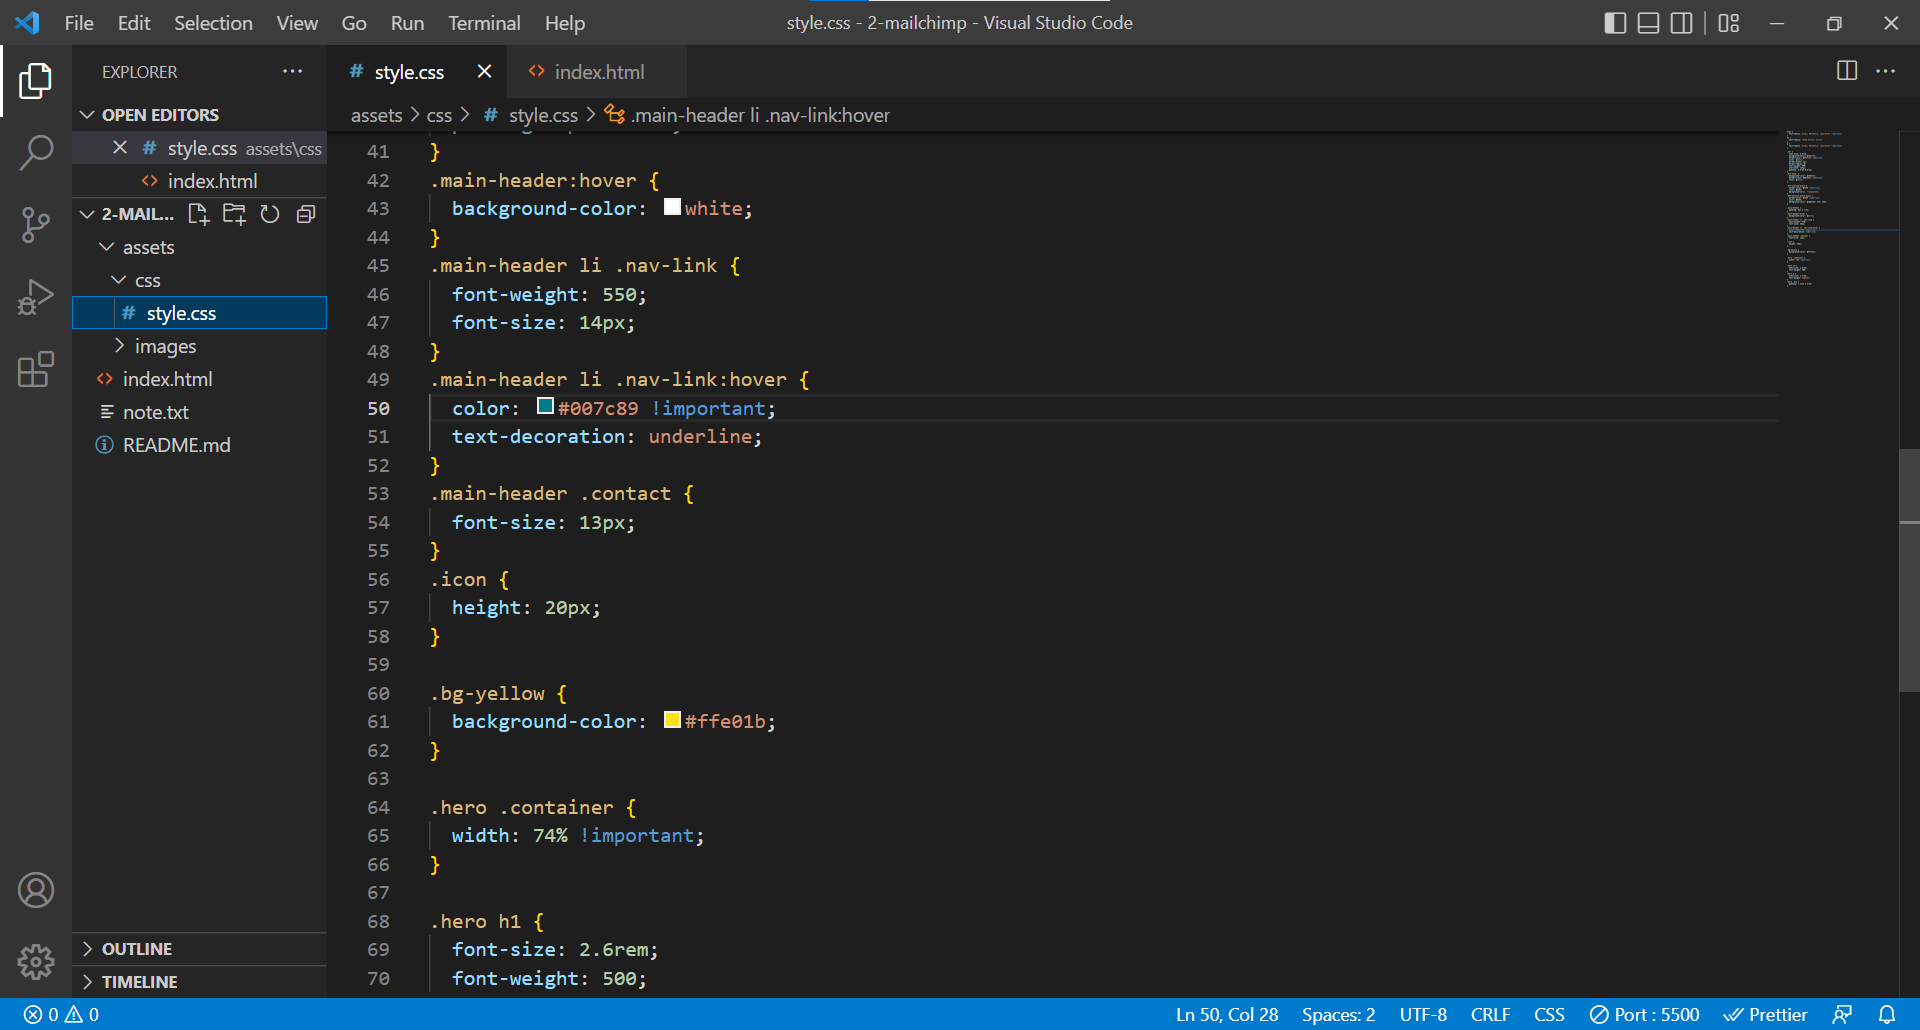 File Edit Selection View Go Run Terminal Help
style.css - 2-mailchimp - Visual Studio Code
EXPLORER
OPEN EDITORS
# style.css assets\css
<> index.html
2-MAIL...
assets
css
# style.css
images
<> index.html
note.txt
README.md
OUTLINE
TIMELINE
# style.css
<> index.html
assets > css > # style.css > .main-header li .nav-link:hover
41 }
42 .main-header:hover {
43 background-color: white;
44 }
45 .main-header li .nav-link {
46 font-weight: 550;
47 font-size: 14px;
48 }
49 .main-header li .nav-link:hover {
50 color: #007c89 !important;
51 text-decoration: underline;
52 }
53 .main-header .contact {
54 font-size: 13px;
55 }
56 .icon {
57 height: 20px;
58 }
59
60 .bg-yellow {
61 background-color: #ffe01b;
62 }
63
64 .hero .container {
65 width: 74% !important;
66 }
67
68 .hero h1 {
69 font-size: 2.6rem;
70 font-weight: 500;
0 0 Ln 50, Col 28 Spaces: 2 UTF-8 CRLF CSS Port : 5500 Prettier